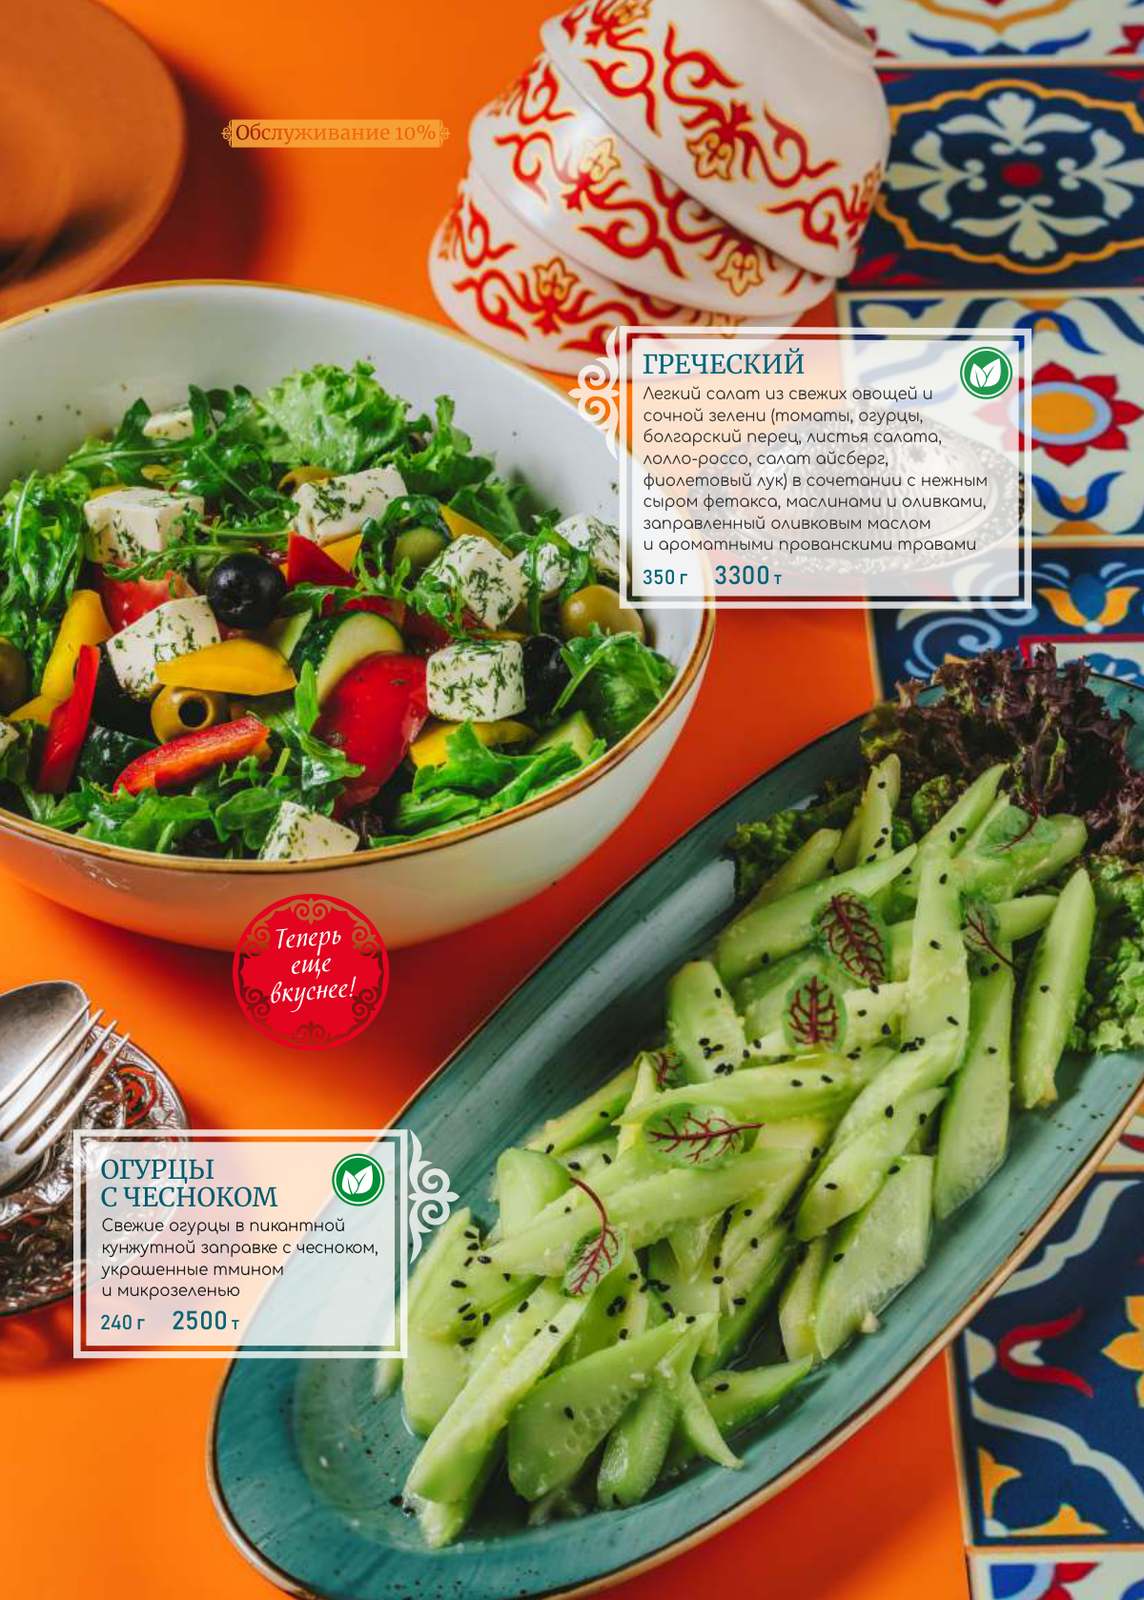 Обслуживание 10%
ГРЕЧЕСКИЙ
Легкий салат из свежих овощей и
сочной зелени (томаты, огурцы,
болгарский перец, листья салата,
лолло-россо, салат айсберг,
фиолетовый лук) в сочетании с нежным
сыром фетакса, маслинами и оливками,
заправленный оливковым маслом
и ароматными прованскими травами
350 г 3300 т
Теперь
еще
вкуснее!
ОГУРЦЫ
С ЧЕСНОКОМ
Свежие огурцы в пикантной
кунжутной заправке с чесноком,
украшенные тмином
и микрозеленью
240 г 2500 т